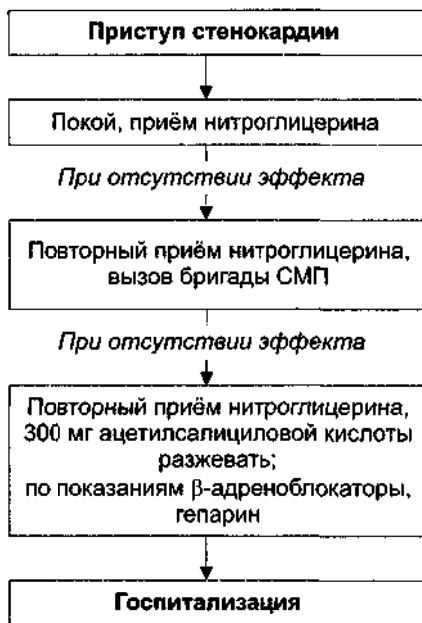 Приступ стенокардии
Покой, приём нитроглицерина
При отсутствии эффекта
Повторный приём нитроглицерина,
вызов бригады СМП
При отсутствии эффекта
Повторный приём нитроглицерина,
300 мг ацетилсалициловой кислоты
разжевать;
по показаниям β-адреноблокаторы,
гепарин
Госпитализация